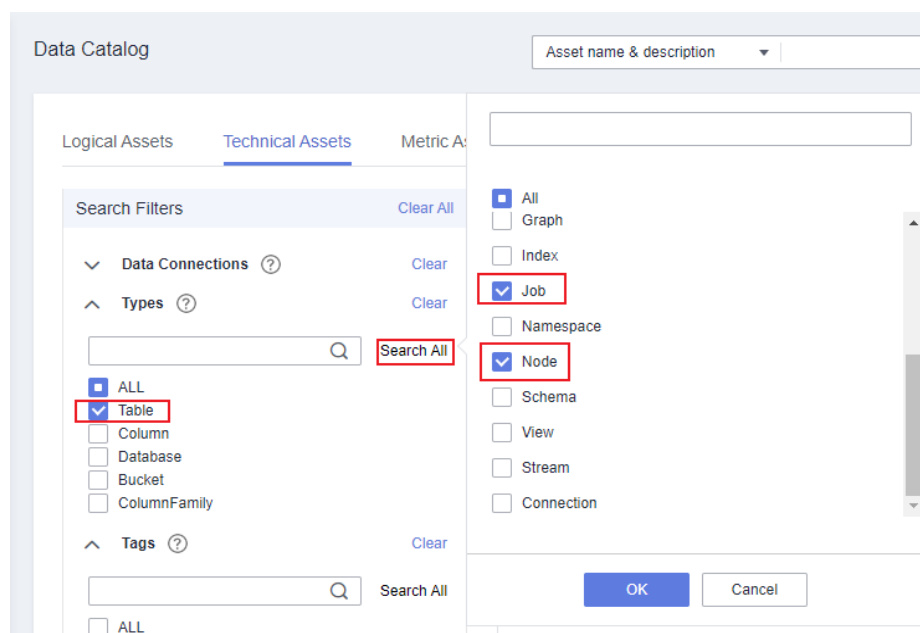 Data Catalog
Asset name & description
Logical Assets
Technical Assets
Metric As
Search Filters
Clear All
Data Connections
Clear
Types
Clear
Search All
ALL
Table
Column
Database
Bucket
ColumnFamily
Tags
Clear
Search All
ALL
All
Graph
Index
Job
Namespace
Node
Schema
View
Stream
Connection
OK
Cancel